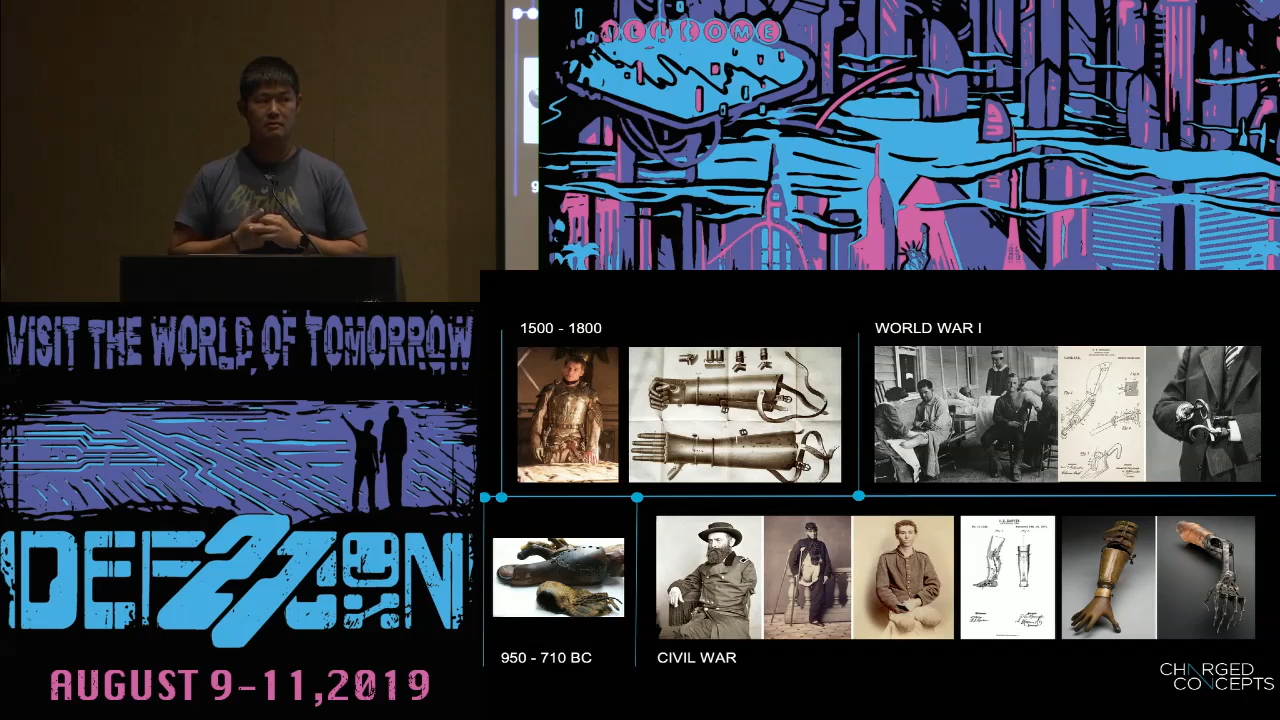 WELCOME
VISIT THE WORLD OF TOMORROW
DEF CON
AUGUST 9-11,2019
1500 - 1800
WORLD WAR I
950 - 710 BC
CIVIL WAR
CHARGED
CONCEPTS